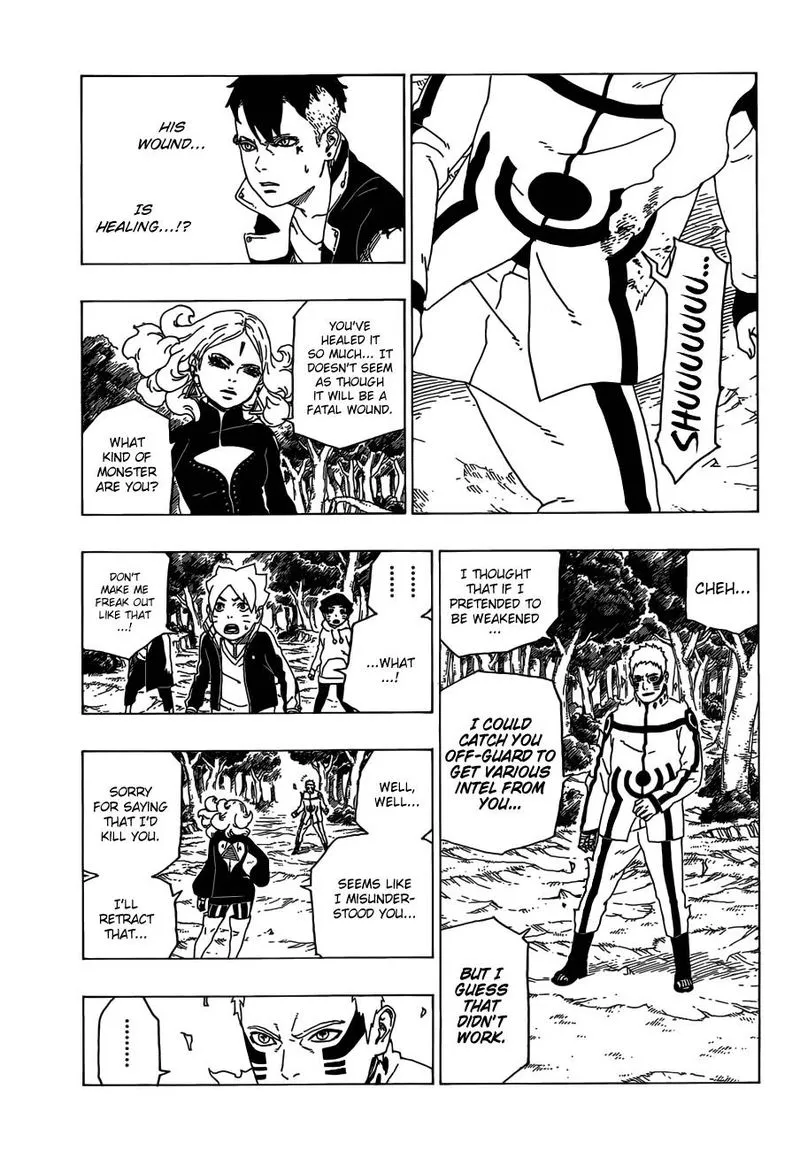 SHUUUUUUU...
HIS
WOUND...
IS
HEALING...!?
YOU'VE
HEALED IT
SO MUCH... IT
DOESN'T SEEM
AS THOUGH
IT WILL BE A
FATAL WOUND.
WHAT
KIND OF
MONSTER
ARE YOU?
CHEH...
I THOUGHT
THAT IF I
PRETENDED TO
BE WEAKENED
...
I COULD
CATCH YOU
OFF-GUARD TO
GET VARIOUS
INTEL FROM
YOU...
BUT I
GUESS
THAT
DIDN'T
WORK.
........
...WHAT
...!
DON'T
MAKE ME
FREAK OUT
LIKE THAT
...!
WELL,
WELL...
SEEMS LIKE
I MISUNDER-
STOOD YOU...
SORRY
FOR SAYING
THAT I'D
KILL YOU.
I'LL
RETRACT
THAT...
........
K